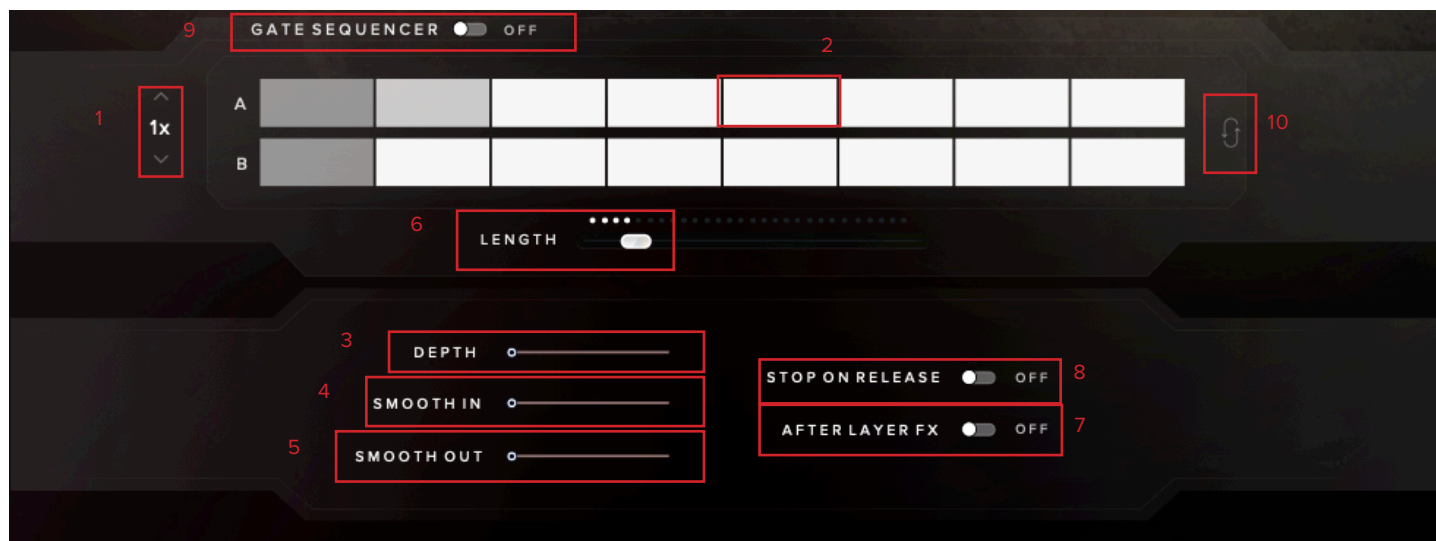 9
GATE SEQUENCER OFF
2
1
1x
A
10
B
6
LENGTH
3
DEPTH
STOP ON RELEASE OFF
8
4
SMOOTH IN
AFTER LAYER FX OFF
7
5
SMOOTH OUT